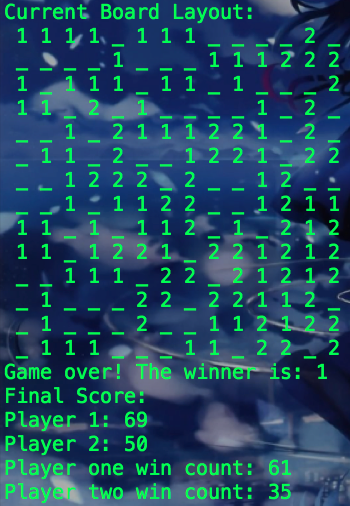 Current Board Layout:
1 1 1 1 _ 1 1 1 _ _ _ _ 2 _
_ _ _ _ 1 _ _ _ 1 1 1 2 2 2
1 _ 1 1 1 _ 1 1 _ 1 _ _ _ 2
1 1 _ 2 _ 1 _ _ _ _ 1 _ 2 _
_ _ 1 _ 2 1 1 1 2 2 1 _ 2 _
_ 1 1 _ 2 _ _ 1 2 2 1 _ 2 2
_ _ 1 2 2 2 _ 2 _ _ 1 2 _ _
_ _ 1 _ 1 1 2 2 _ _ 1 2 1 1
1 1 _ 1 _ 1 1 2 _ 1 _ 2 1 2
1 1 _ 1 2 2 1 _ 2 2 1 2 1 2
_ _ 1 1 1 _ 2 2 _ 2 1 2 1 2
_ 1 _ _ _ 2 2 _ 2 2 1 1 2 _
_ 1 _ _ _ 2 _ _ 1 1 2 1 2 2
_ 1 1 1 _ _ _ 1 1 _ 2 2 _ 2
Game over! The winner is: 1
Final Score:
Player 1: 69
Player 2: 50
Player one win count: 61
Player two win count: 35